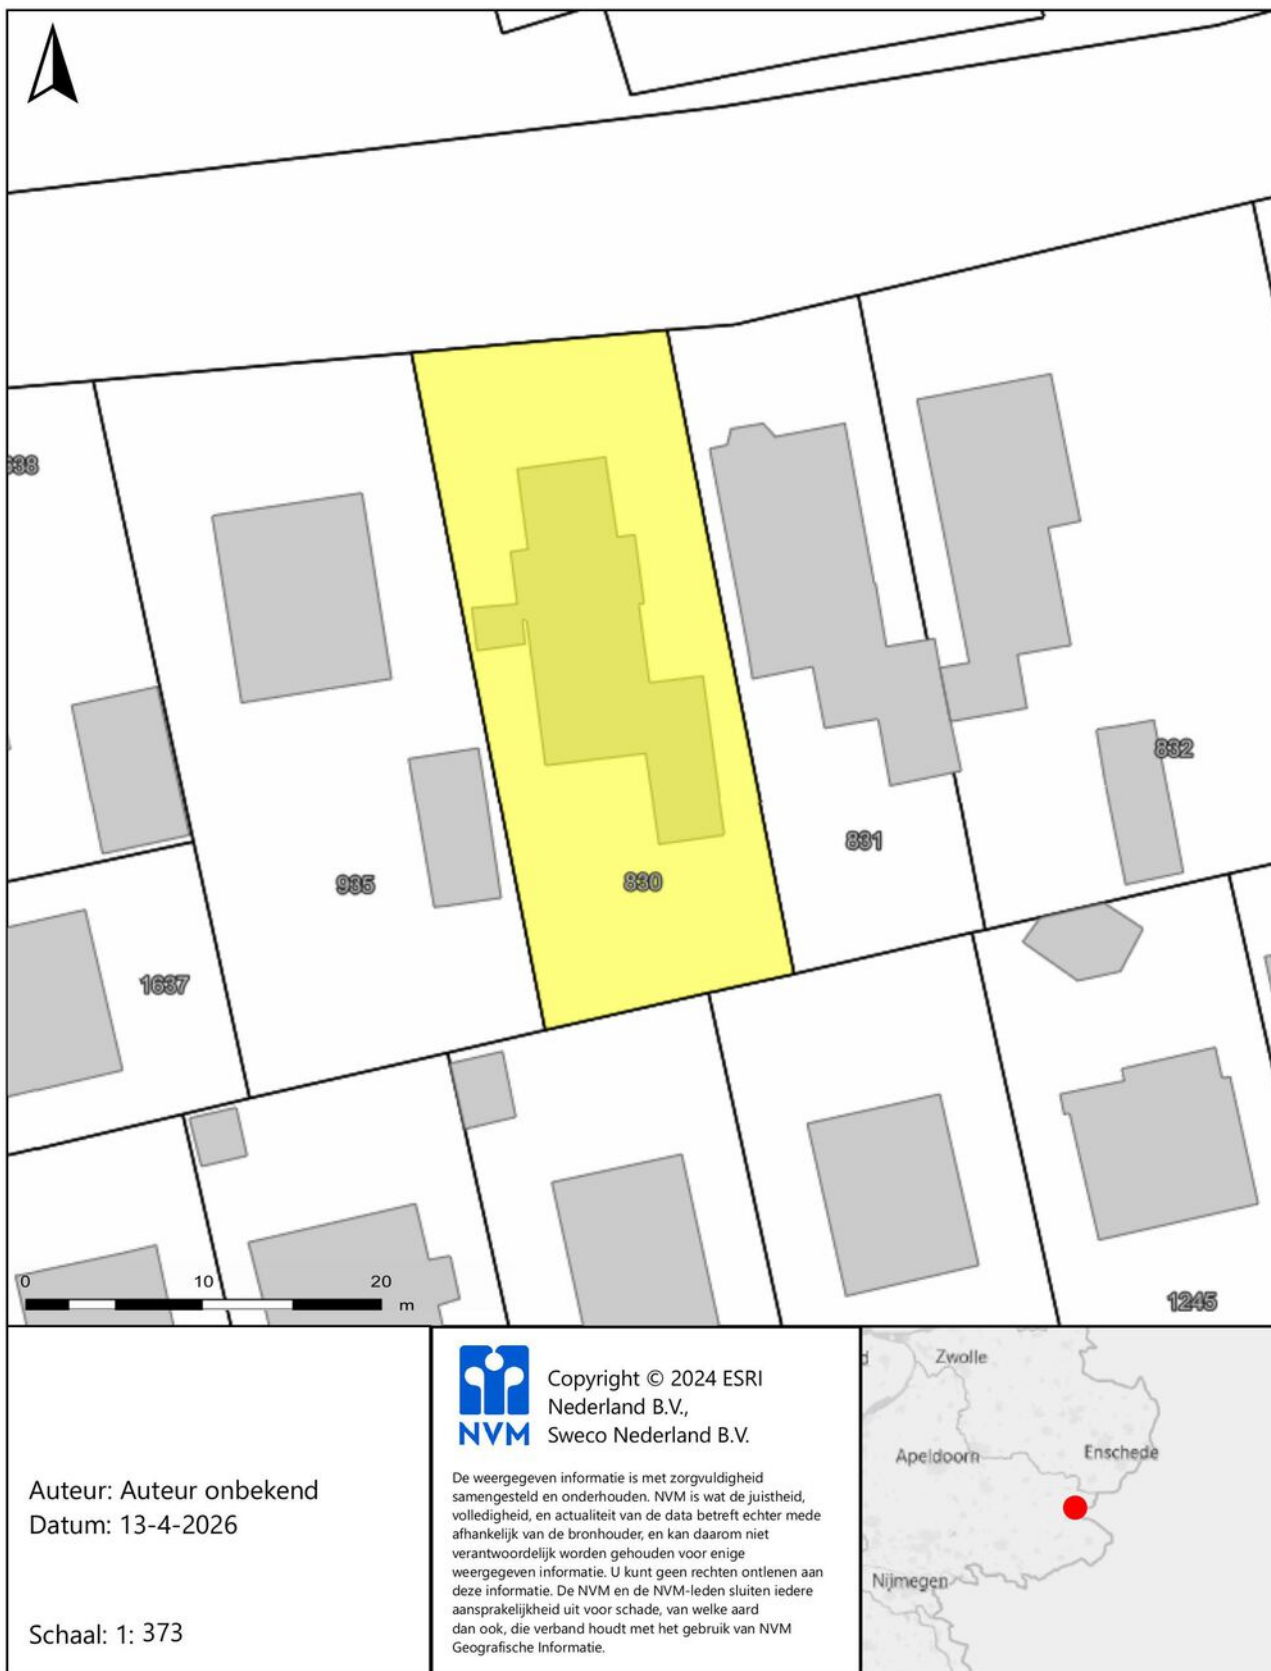 638
832
831
935
830
1637
0 10 20
m
1245
NVM
Copyright © 2024 ESRI
Nederland B.V.,
Sweco Nederland B.V.
De weergegeven informatie is met zorgvuldigheid
samengesteld en onderhouden. NVM is wat de juistheid,
volledigheid, en actualiteit van de data betreft echter mede
afhankelijk van de bronhouder, en kan daarom niet
verantwoordelijk worden gehouden voor enige
weergegeven informatie. U kunt geen rechten ontlenen aan
deze informatie. De NVM en de NVM-leden sluiten iedere
aansprakelijkheid uit voor schade, van welke aard
dan ook, die verband houdt met het gebruik van NVM
Geografische Informatie.
Auteur: Auteur onbekend
Datum: 13-4-2026
Schaal: 1: 373
d
Zwolle
Apeldoorn
Enschede
Nijmegen